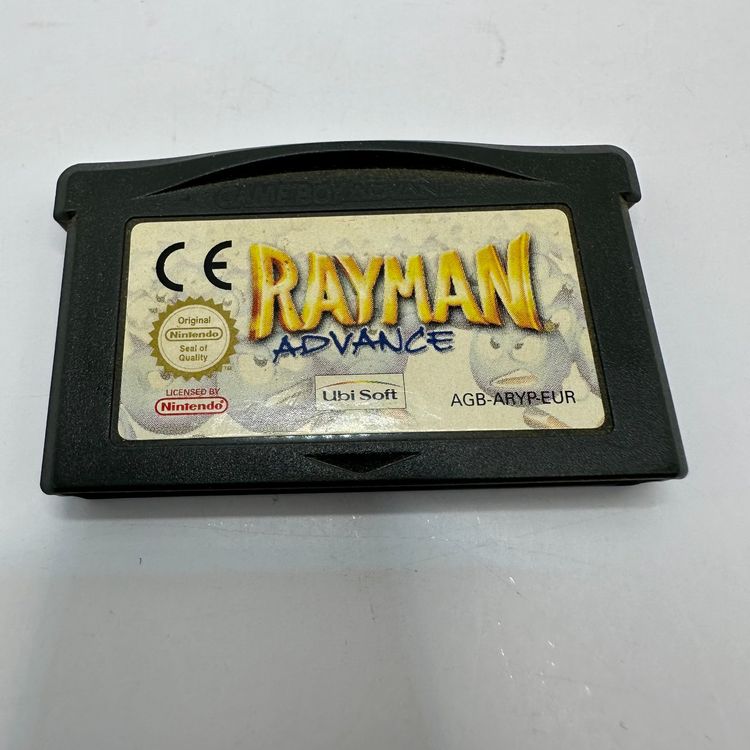 GAME BOY ADVANCE
CE
RAYMAN
ADVANCE
Original
Nintendo
Seal of
Quality
TM
LICENSED BY
Nintendo
Ubi Soft
AGB-ARYP-EUR